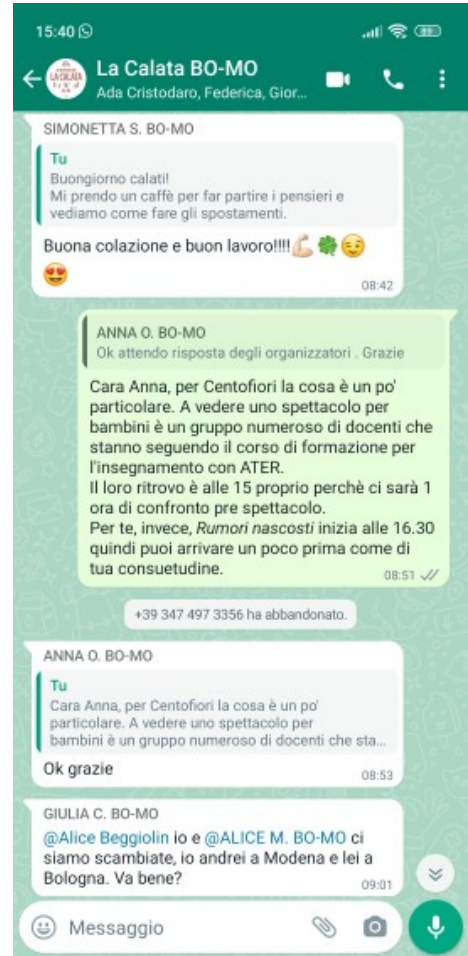 15:40
La Calata BO-MO
Ada Cristodaro, Federica, Gior...
SIMONETTA S. BO-MO
Tu
Buongiorno calati!
Mi prendo un caffè per far partire i pensieri e
vediamo come fare gli spostamenti.
Buona colazione e buon lavoro!!!!💪🍀😉
😍
08:42
ANNA O. BO-MO
Ok attendo risposta degli organizzatori . Grazie
Cara Anna, per Centofiori la cosa è un po'
particolare. A vedere uno spettacolo per
bambini è un gruppo numeroso di docenti che
stanno seguendo il corso di formazione per
l'insegnamento con ATER.
Il loro ritrovo è alle 15 proprio perchè ci sarà 1
ora di confronto pre spettacolo.
Per te, invece, Rumori nascosti inizia alle 16.30
quindi puoi arrivare un poco prima come di
tua consuetudine.
08:51
+39 347 497 3356 ha abbandonato.
ANNA O. BO-MO
Tu
Cara Anna, per Centofiori la cosa è un po'
particolare. A vedere uno spettacolo per
bambini è un gruppo numeroso di docenti che sta...
Ok grazie
08:53
GIULIA C. BO-MO
@Alice Beggiolin io e @ALICE M. BO-MO ci
siamo scambiate, io andrei a Modena e lei a
Bologna. Va bene?
09:01
Messaggio